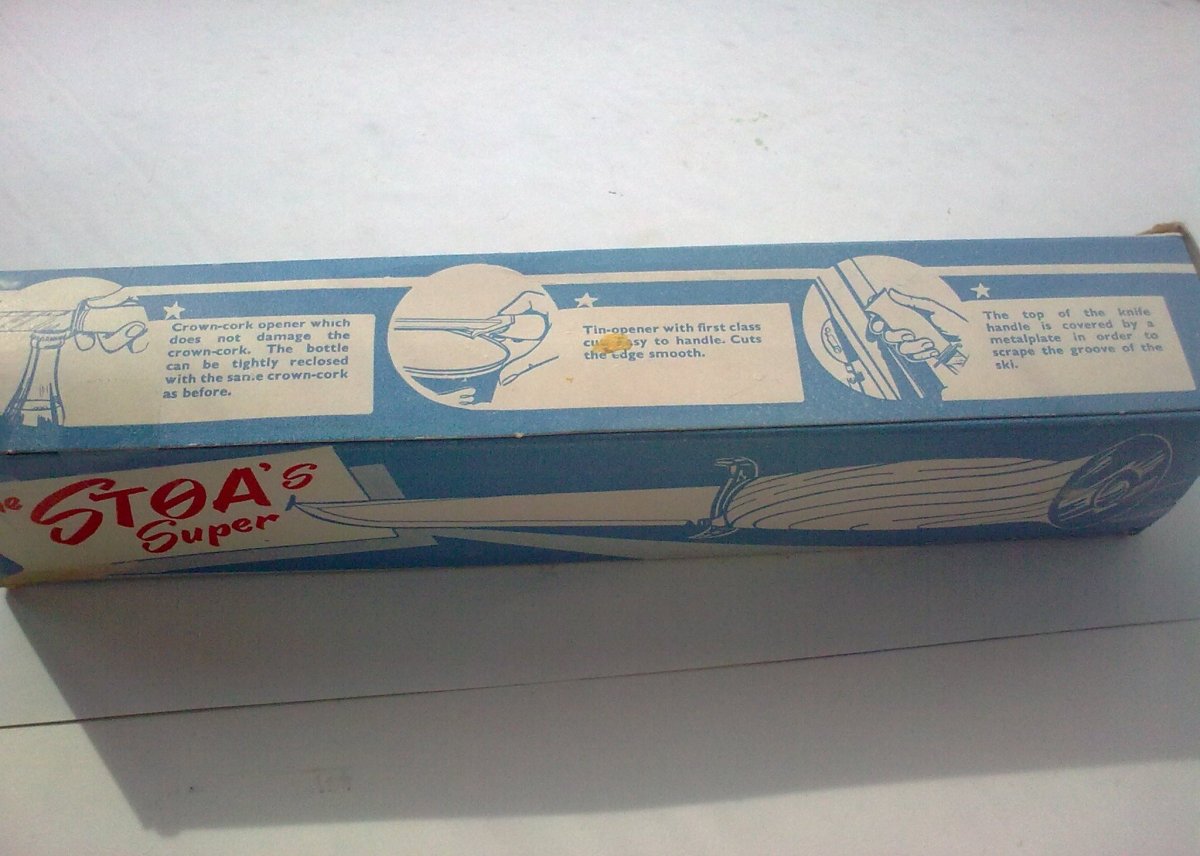 Crown-cork opener which
does not damage the
crown-cork. The bottle
can be tightly reclosed
with the same crown-cork
as before.
Tin-opener with first class
to handle. Cuts
the edge smooth.
The top of the knife
handle is covered by a
metalplate in order to
scrape the groove of the
ski.
STØA's
Super